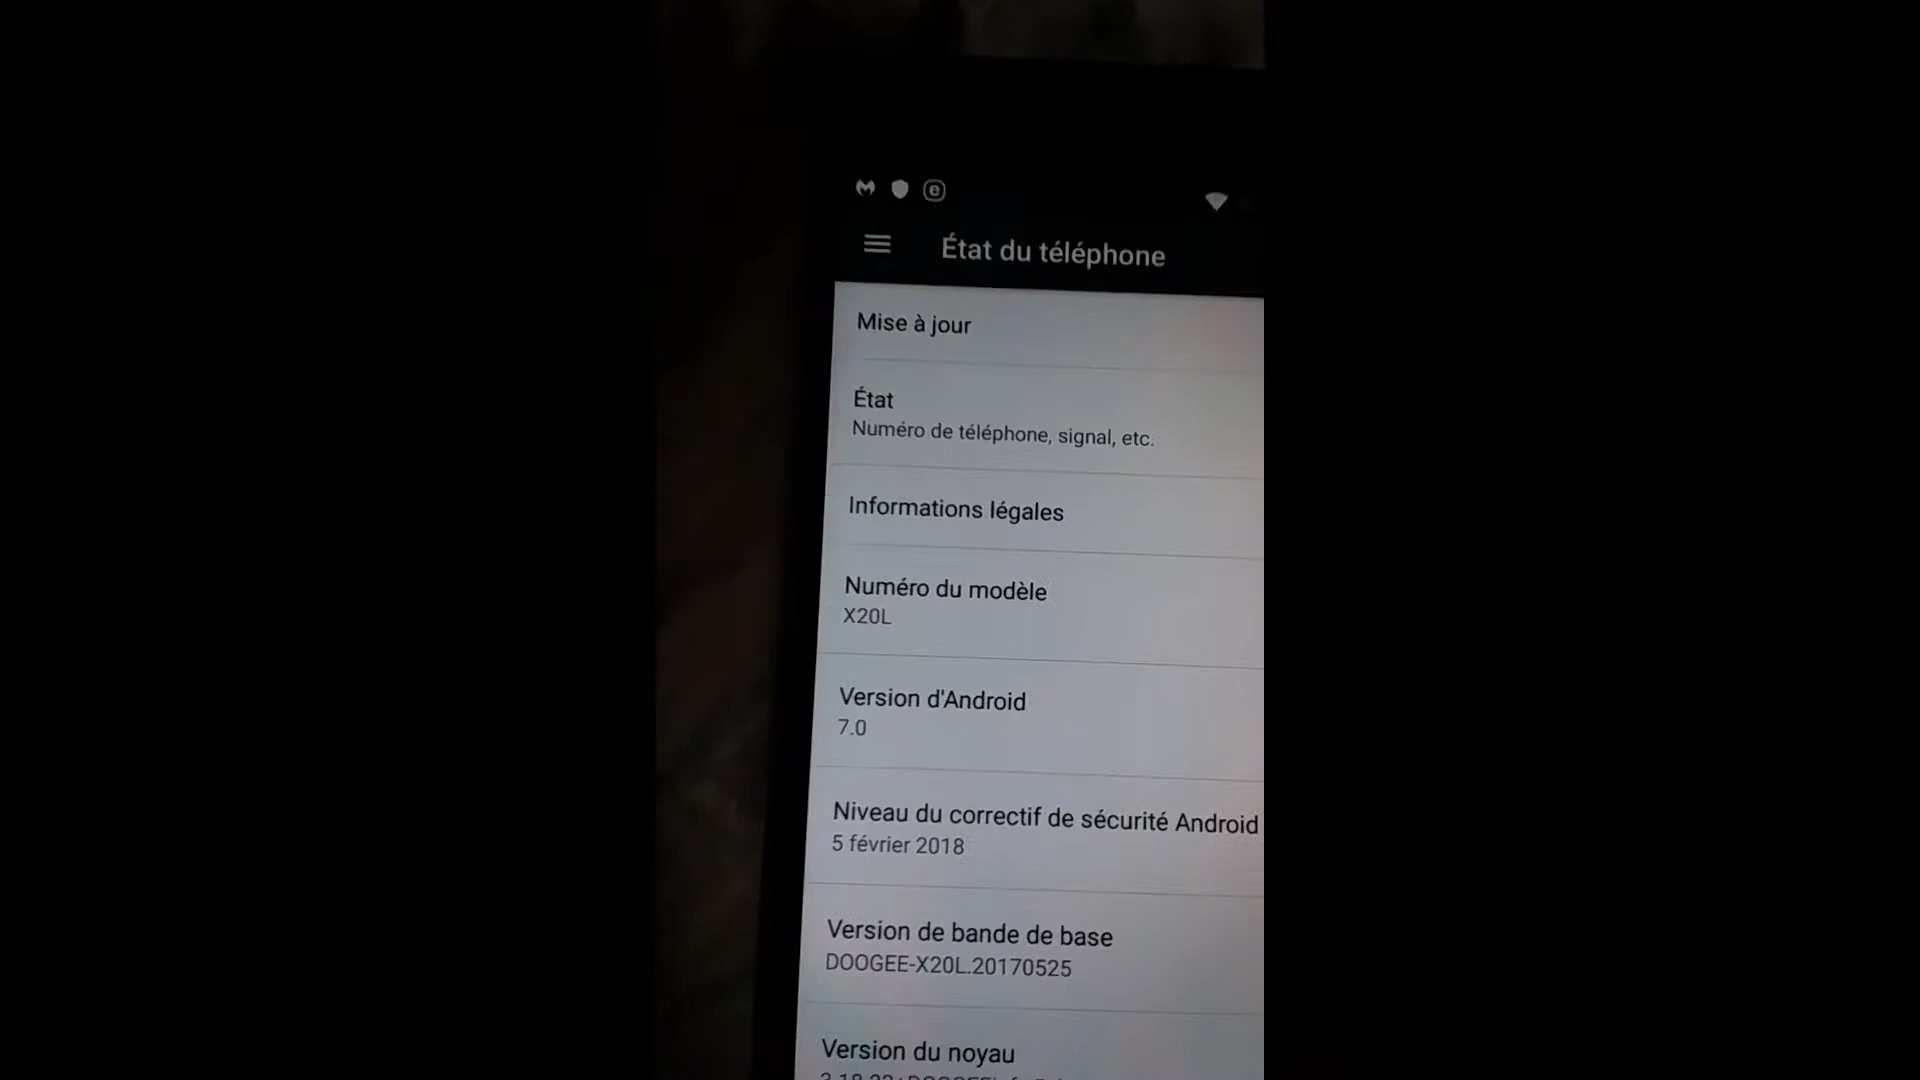 État du téléphone
Mise à jour
État
Numéro de téléphone, signal, etc.
Informations légales
Numéro du modèle
X20L
Version d'Android
7.0
Niveau du correctif de sécurité Android
5 février 2018
Version de bande de base
DOOGEE-X20L.20170525
Version du noyau